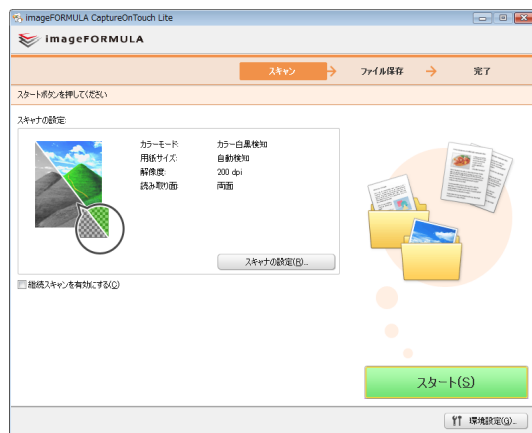 imageFORMULA CaptureOnTouch Lite
imageFORMULA
スキャン → ファイル保存 → 完了
スタートボタンを押してください
スキャナの設定:
カラーモード: カラー白黒検知
用紙サイズ: 自動検知
解像度: 200 dpi
読み取り面: 両面
スキャナの設定(R)...
継続スキャンを有効にする(O)
スタート(S)
環境設定(G)...